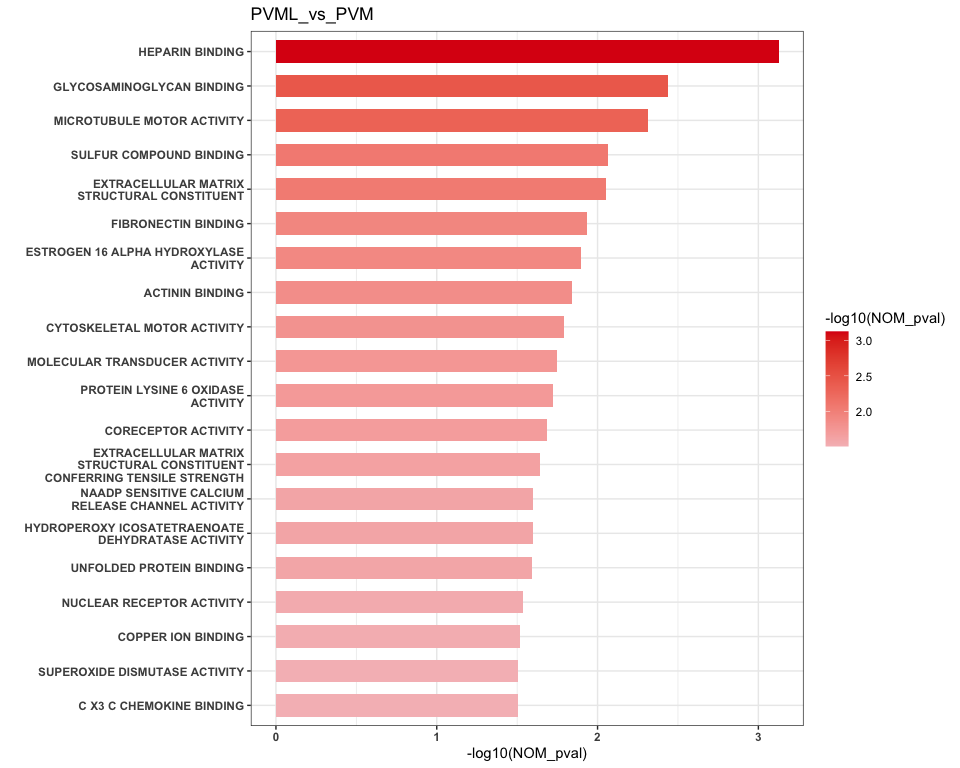 PVML_vs_PVM
HEPARIN BINDING
GLYCOSAMINOGLYCAN BINDING
MICROTUBULE MOTOR ACTIVITY
SULFUR COMPOUND BINDING
EXTRACELLULAR MATRIX
STRUCTURAL CONSTITUENT
FIBRONECTIN BINDING
ESTROGEN 16 ALPHA HYDROXYLASE
ACTIVITY
ACTININ BINDING
CYTOSKELETAL MOTOR ACTIVITY
MOLECULAR TRANSDUCER ACTIVITY
PROTEIN LYSINE 6 OXIDASE
ACTIVITY
CORECEPTOR ACTIVITY
EXTRACELLULAR MATRIX
STRUCTURAL CONSTITUENT
CONFERRING TENSILE STRENGTH
NAADP SENSITIVE CALCIUM
RELEASE CHANNEL ACTIVITY
HYDROPEROXY ICOSATETRAENOATE
DEHYDRATASE ACTIVITY
UNFOLDED PROTEIN BINDING
NUCLEAR RECEPTOR ACTIVITY
COPPER ION BINDING
SUPEROXIDE DISMUTASE ACTIVITY
C X3 C CHEMOKINE BINDING
0 1 2 3
-log10(NOM_pval)
-log10(NOM_pval)
3.0
2.5
2.0